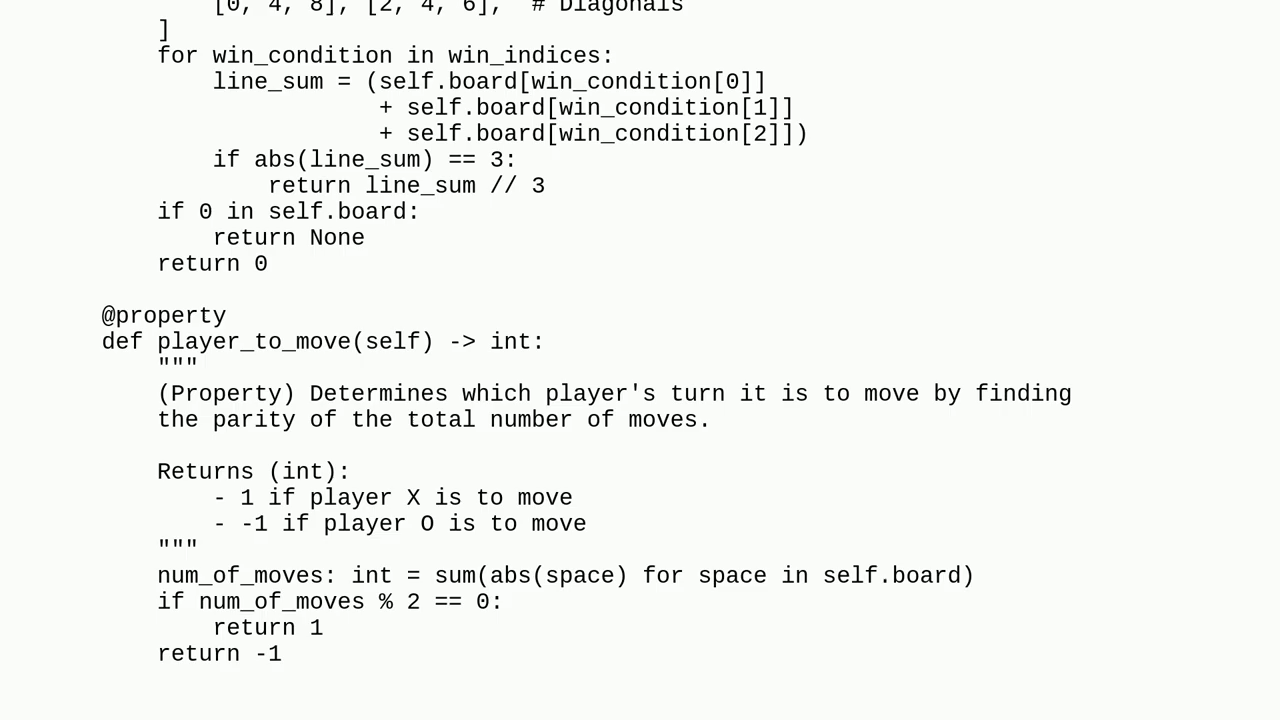 [0, 4, 8], [2, 4, 6],  # Diagonals
]
for win_condition in win_indices:
line_sum = (self.board[win_condition[0]]
+ self.board[win_condition[1]]
+ self.board[win_condition[2]])
if abs(line_sum) == 3:
return line_sum // 3
if 0 in self.board:
return None
return 0
@property
def player_to_move(self) -> int:
"""
(Property) Determines which player's turn it is to move by finding
the parity of the total number of moves.
Returns (int):
- 1 if player X is to move
- -1 if player O is to move
"""
num_of_moves: int = sum(abs(space) for space in self.board)
if num_of_moves % 2 == 0:
return 1
return -1